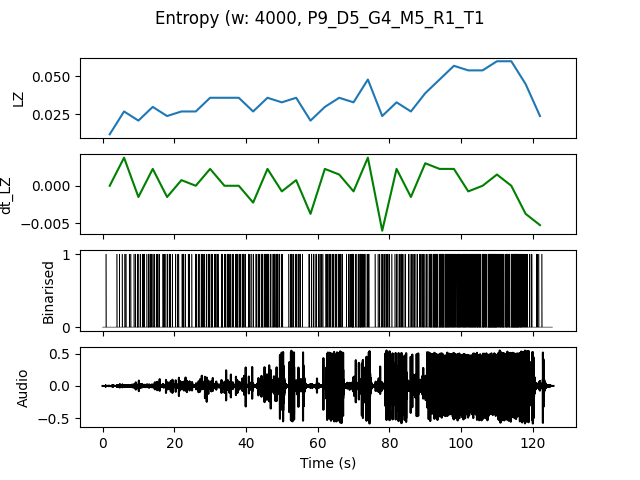 Entropy (w: 4000, P9_D5_G4_M5_R1_T1
0.050
0.025
LZ
0.000
−0.005
dt_LZ
1
0
Binarised
0.5
0.0
−0.5
Audio
0 20 40 60 80 100 120
Time (s)